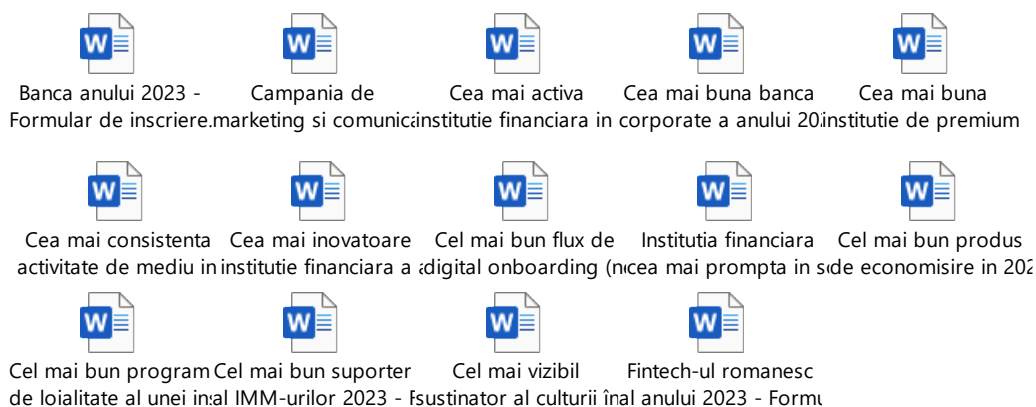 Banca anului 2023 - Campania de Cea mai activa Cea mai buna banca Cea mai buna
Formular de inscriere. marketing si comunica institutie financiara in corporate a anului 20 institutie de premium
Cea mai consistenta Cea mai inovatoare Cel mai bun flux de Institutia financiara Cel mai bun produs
activitate de mediu in institutie financiara a digital onboarding (n cea mai prompta in s de economisire in 202
Cel mai bun program Cel mai bun suporter Cel mai vizibil Fintech-ul romanesc
de loialitate al unei in al IMM-urilor 2023 - F sustinator al culturii în al anului 2023 - Formu